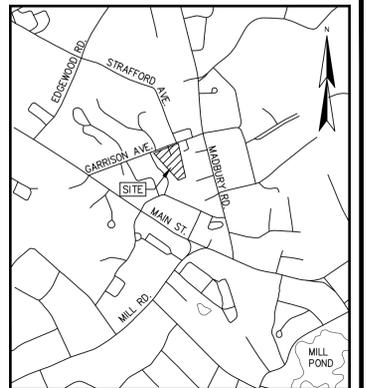 N
EDGEWOOD RD.
STRAFFORD AVE.
GARRISON AVE.
MADBURY RD.
SITE
MAIN ST.
MILL RD.
MILL
POND